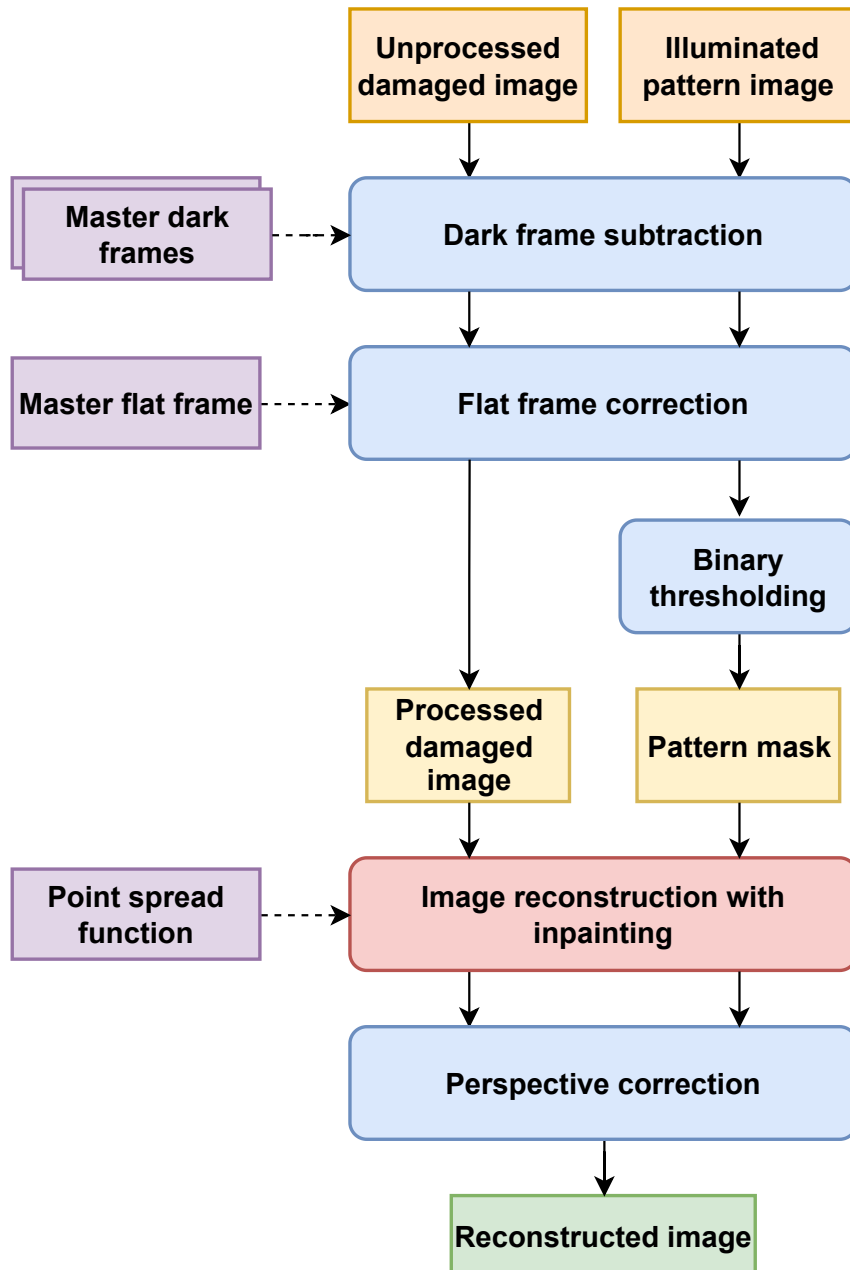 Unprocessed
damaged image
Illuminated
pattern image
Master dark
frames
Dark frame subtraction
Master flat frame
Flat frame correction
Binary
thresholding
Processed
damaged
image
Pattern mask
Point spread
function
Image reconstruction with
inpainting
Perspective correction
Reconstructed image